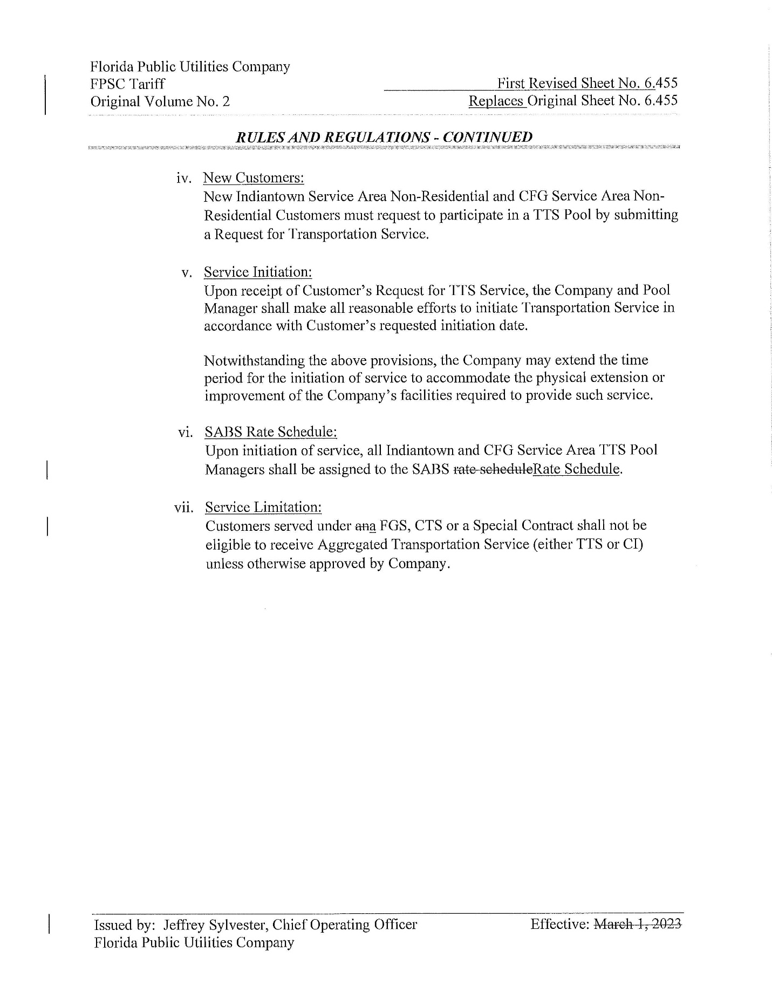 Florida Public Utilities Company
FPSC Tariff First Revised Sheet No. 6.455
Original Volume No. 2 Replaces Original Sheet No. 6.455
RULES AND REGULATIONS - CONTINUED
iv. New Customers:
New Indiantown Service Area Non-Residential and CFG Service Area Non-
Residential Customers must request to participate in a TTS Pool by submitting
a Request for Transportation Service.
v. Service Initiation:
Upon receipt of Customer's Request for TTS Service, the Company and Pool
Manager shall make all reasonable efforts to initiate Transportation Service in
accordance with Customer's requested initiation date.
Notwithstanding the above provisions, the Company may extend the time
period for the initiation of service to accommodate the physical extension or
improvement of the Company's facilities required to provide such service.
vi. SABS Rate Schedule:
Upon initiation of service, all Indiantown and CFG Service Area TTS Pool
Managers shall be assigned to the SABS rate scheduleRate Schedule.
vii. Service Limitation:
Customers served under ana FGS, CTS or a Special Contract shall not be
eligible to receive Aggregated Transportation Service (either TTS or CI)
unless otherwise approved by Company.
Issued by: Jeffrey Sylvester, Chief Operating Officer Effective: March 1, 2023
Florida Public Utilities Company